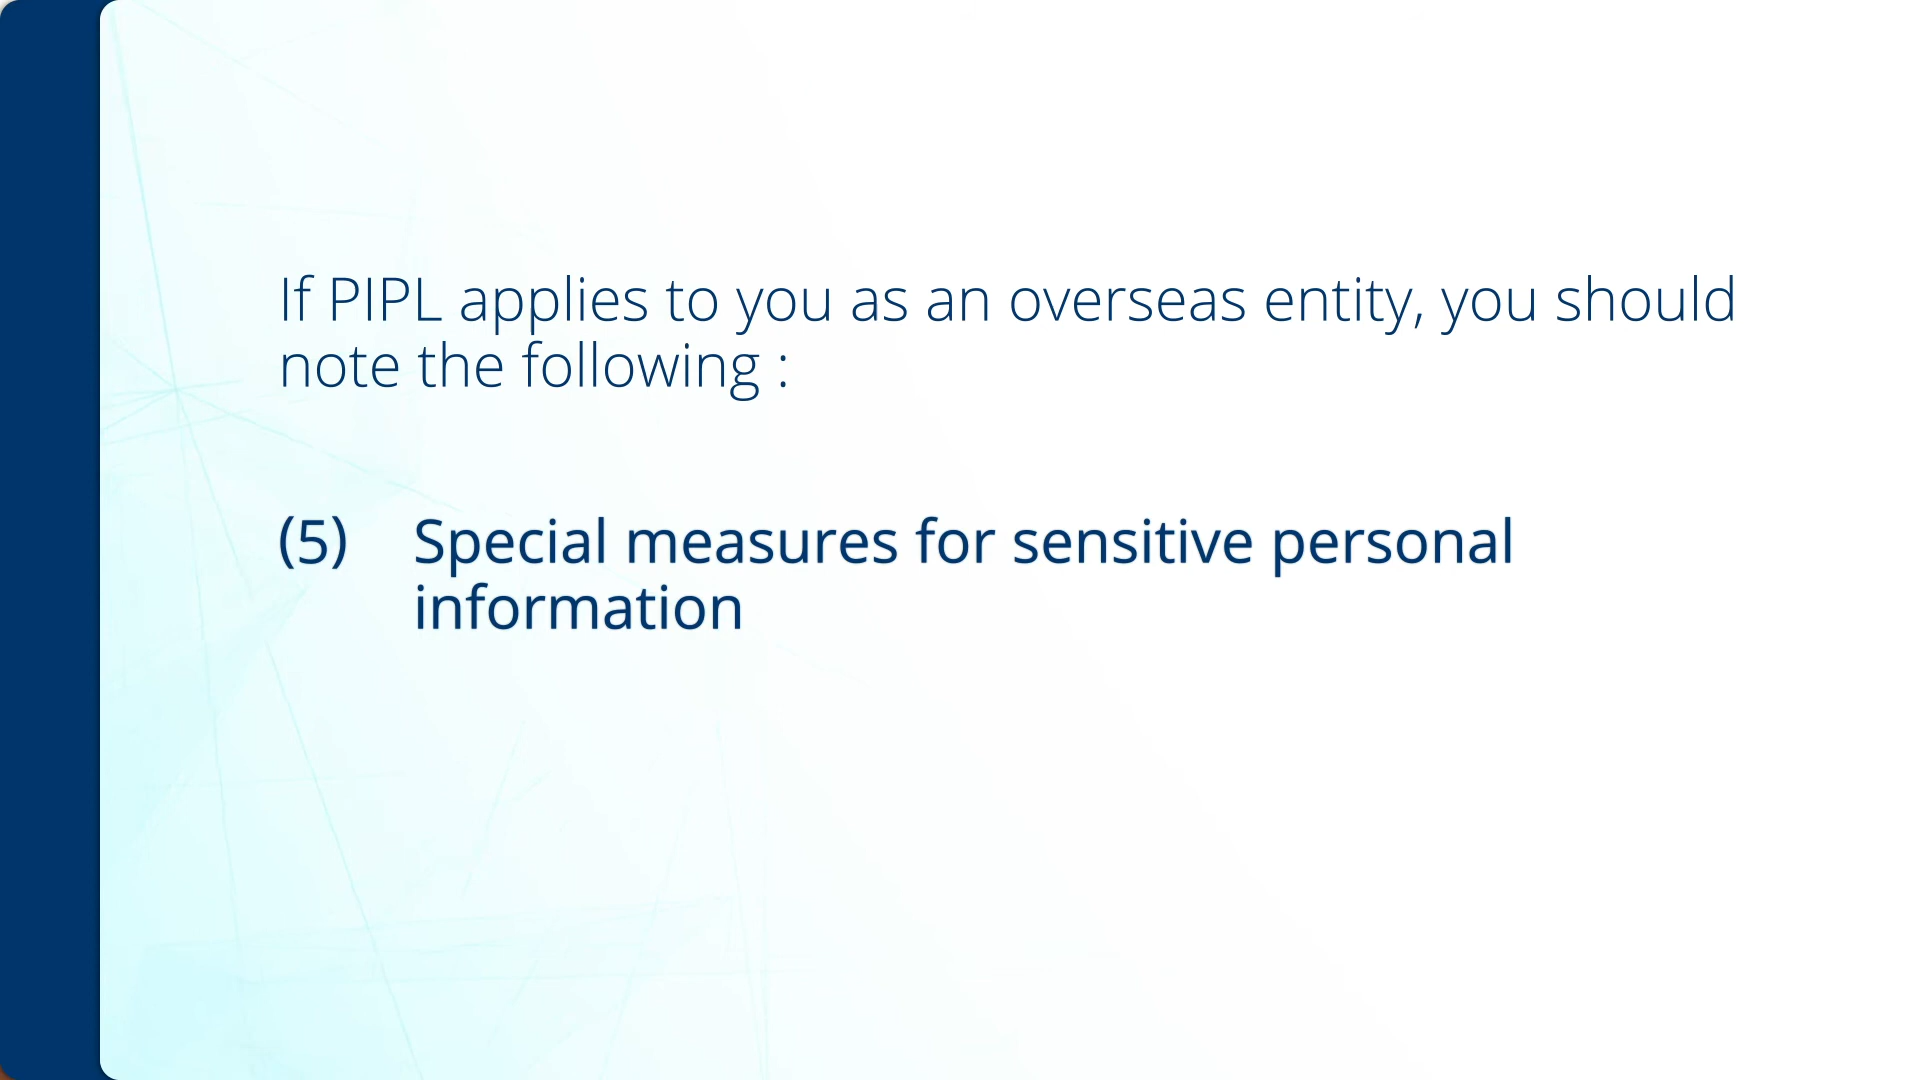 If PIPL applies to you as an overseas entity, you should
note the following :
(5) Special measures for sensitive personal
information